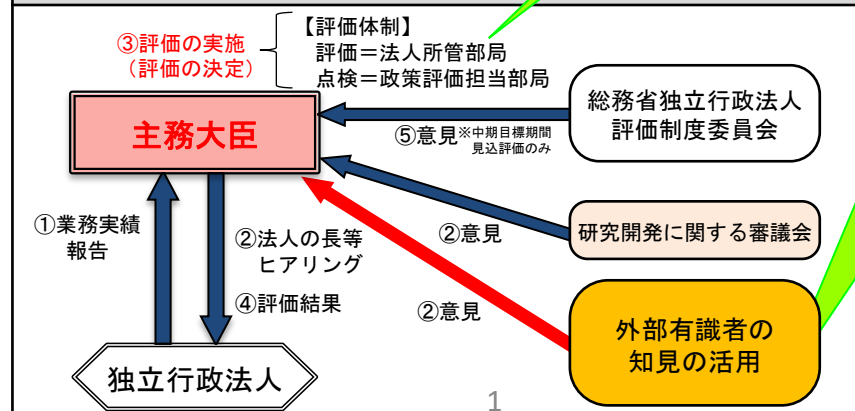 ③評価の実施
(評価の決定)
【評価体制】
評価＝法人所管部局
点検＝政策評価担当部局
主務大臣
総務省独立行政法人
評価制度委員会
⑤意見※中期目標期間
見込評価のみ
①業務実績
報告
②法人の長等
ヒアリング
④評価結果
②意見
研究開発に関する審議会
②意見
外部有識者の
知見の活用
独立行政法人
1